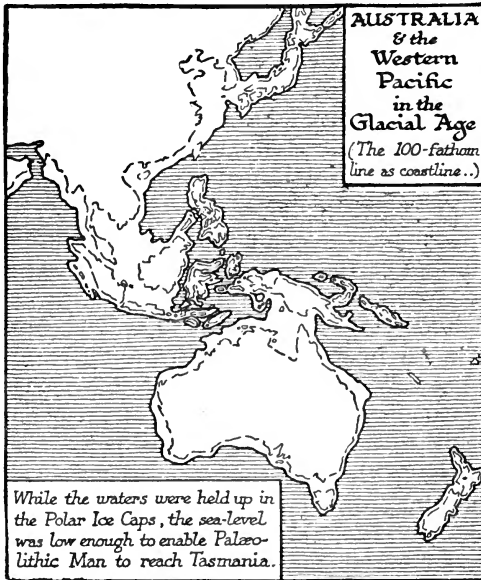 AUSTRALIA
& the
Western
Pacific
in the
Glacial Age
(The 100-fathom
line as coastline..)
While the waters were held up in
the Polar Ice Caps, the sea-level
was low enough to enable Palæo-
lithic Man to reach Tasmania.